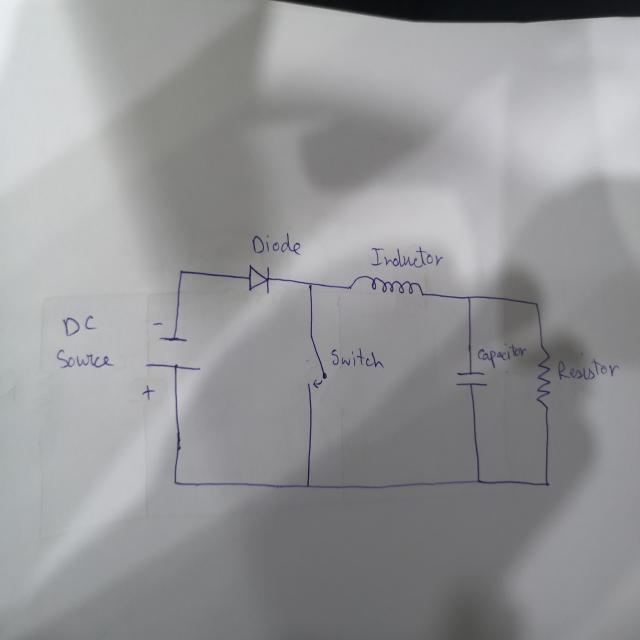 Diode
Inductor
DC
Source
-
+
Switch
Capacitor
Resistor